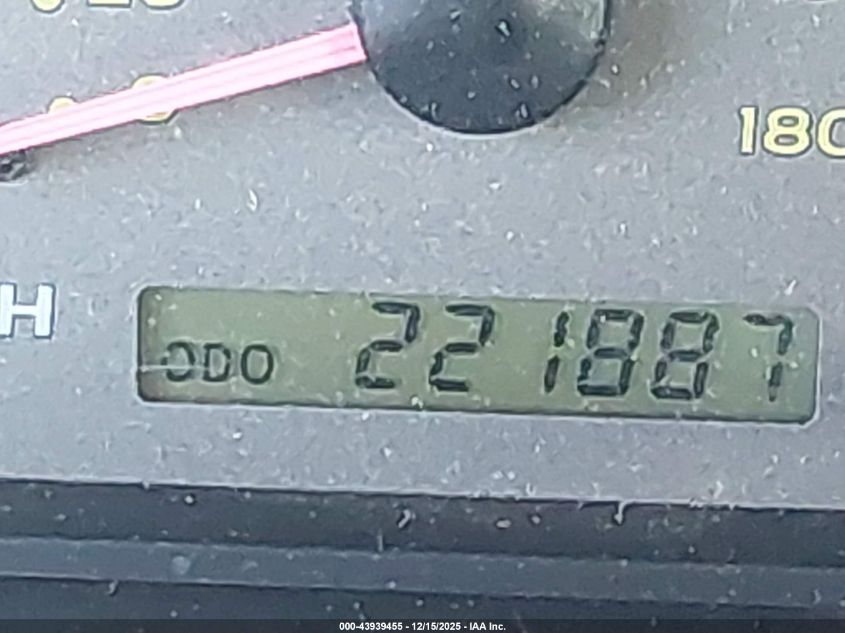 180
H
ODO 221887
000-43939455 - 12/15/2025 - IAA Inc.